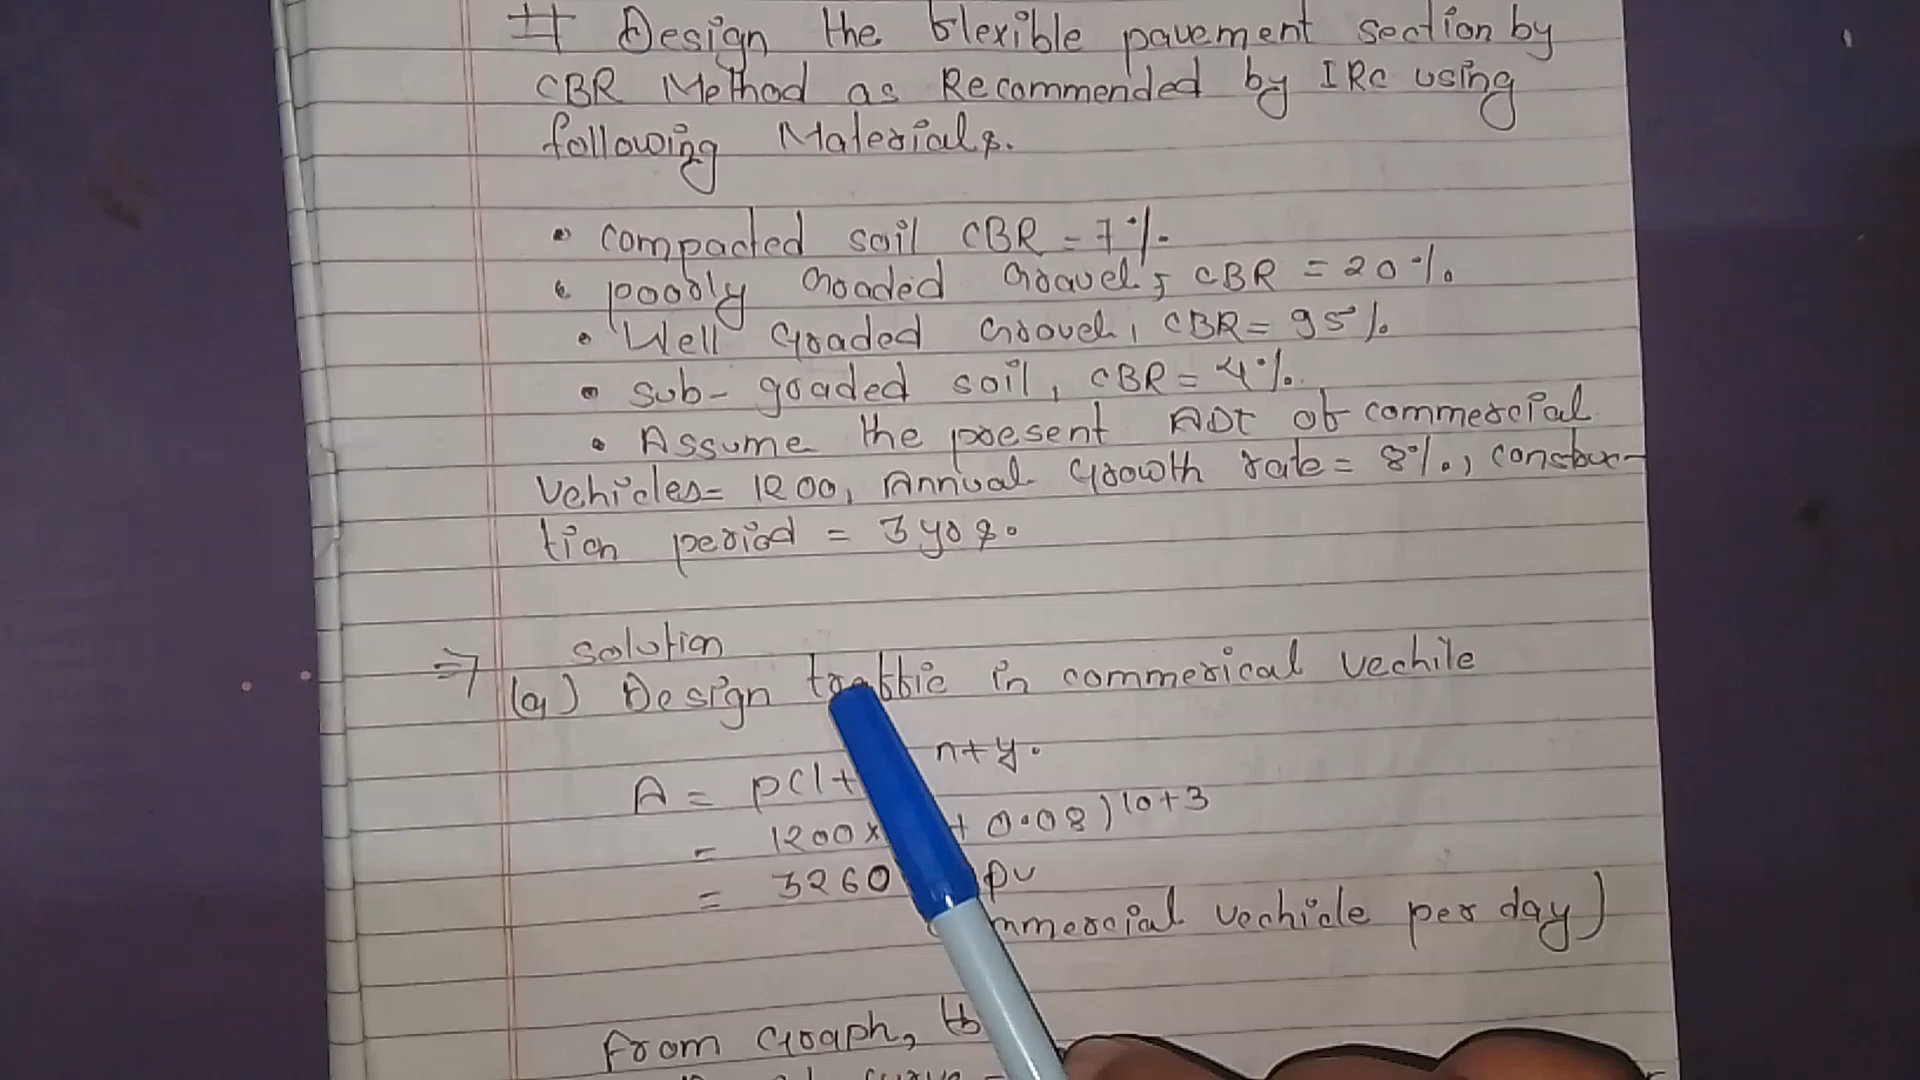 # Design the flexible pavement section by
CBR Method as Recommended by IRC using
following Materials.
• compacted soil CBR = 7%.
• poorly Graded Gravel, CBR = 20%.
• Well Graded Gravel, CBR = 95%.
• sub-graded soil, CBR = 4%.
• Assume the present ADT of commercial
vehicles = 1200, Annual Growth rate = 8%, construc-
tion period = 3 yrs.
⇒ solution
(a) Design traffic in commerical vechile
A = P(1+ n+y.
= 1200 × + 0.08)10+3
= 3260 pv
mmercial vechicle per day)
from Graph,